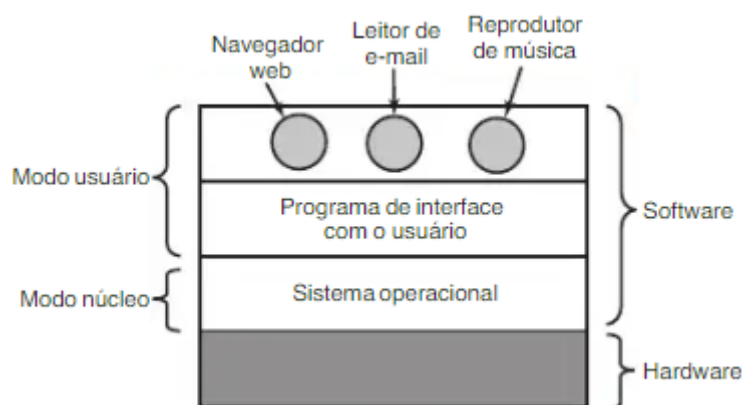 Navegador
web
Leitor de
e-mail
Reprodutor
de música
Modo usuário
Programa de interface
com o usuário
Software
Modo núcleo
Sistema operacional
Hardware